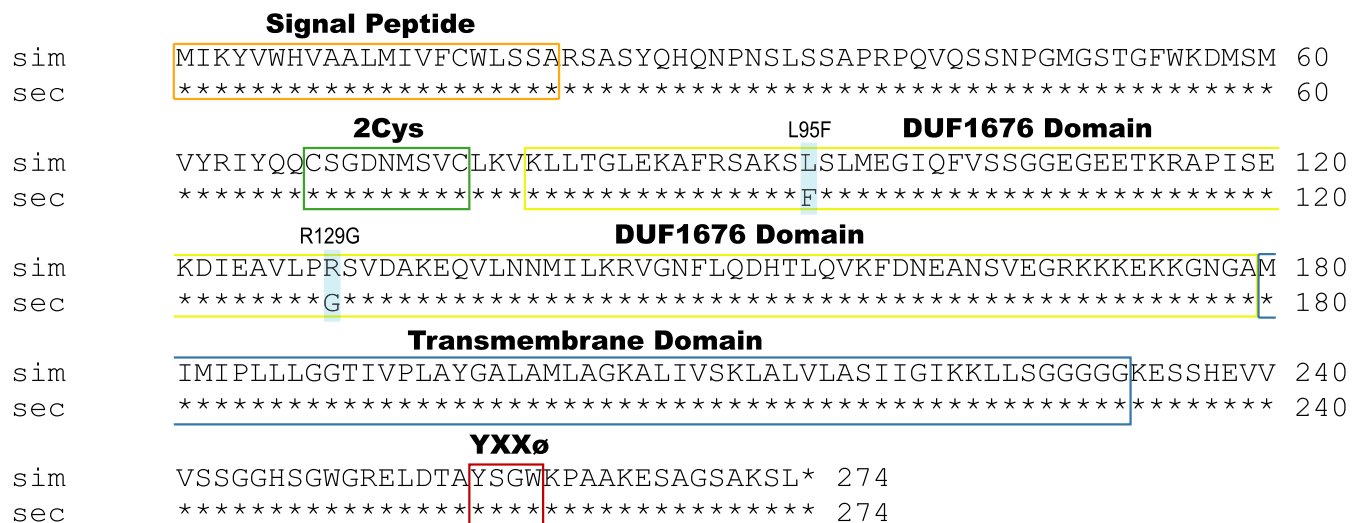 Signal Peptide
sim MIKYVWHVAALMIVFCWLSSARSASYQHQNPNSLSSAPRPQVQSSNPGMGSTGFWKDMSM 60
sec ************************************************************ 60
2Cys L95F DUF1676 Domain
sim VYRIYQQCSGDNMSVCLKVKLLTGLEKAFRSAKSLSLMEGIQFVSSGGEGEETKRAPISE 120
sec **********************************F************************* 120
R129G DUF1676 Domain
sim KDIEAVLPRSVDAKEQVLNNMILKRVGNFLQDHTLQVKFDNEANSVEGRKKKEKKGNGAM 180
sec ********G*************************************************** 180
Transmembrane Domain
sim IMIPLLLGGTIVPLAYGALAMLAGKALIVSKLALVLASIIGIKKLLSGGGGGKESSHEVV 240
sec ************************************************************ 240
YXXø
sim VSSGGHSGWGRELDTAYSGWKPAAKESAGSAKSL* 274
sec *********************************** 274